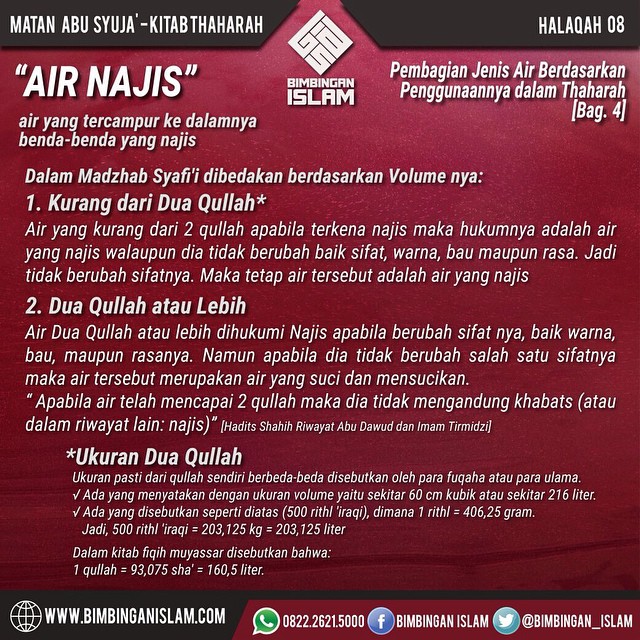 MATAN ABU SYUJA'-KITAB THAHARAH
HALAQAH 08
BIMBINGAN
ISLAM
“AIR NAJIS”
air yang tercampur ke dalamnya
benda-benda yang najis
Pembagian Jenis Air Berdasarkan
Penggunaannya dalam Thaharah
[Bag. 4]
Dalam Madzhab Syafi'i dibedakan berdasarkan Volume nya:
1. Kurang dari Dua Qullah*
Air yang kurang dari 2 qullah apabila terkena najis maka hukumnya adalah air
yang najis walaupun dia tidak berubah baik sifat, warna, bau maupun rasa. Jadi
tidak berubah sifatnya. Maka tetap air tersebut adalah air yang najis
2. Dua Qullah atau Lebih
Air Dua Qullah atau lebih dihukumi Najis apabila berubah sifat nya, baik warna,
bau, maupun rasanya. Namun apabila dia tidak berubah salah satu sifatnya
maka air tersebut merupakan air yang suci dan mensucikan.
“ Apabila air telah mencapai 2 qullah maka dia tidak mengandung khabats (atau
dalam riwayat lain: najis)” [Hadits Shahih Riwayat Abu Dawud dan Imam Tirmidzi]
*Ukuran Dua Qullah
Ukuran pasti dari qullah sendiri berbeda-beda disebutkan oleh para fuqaha atau para ulama.
√ Ada yang menyatakan dengan ukuran volume yaitu sekitar 60 cm kubik atau sekitar 216 liter.
√ Ada yang disebutkan seperti diatas (500 rithl 'iraqi), dimana 1 rithl = 406,25 gram.
Jadi, 500 rithl 'iraqi = 203,125 kg = 203,125 liter
Dalam kitab fiqih muyassar disebutkan bahwa:
1 qullah = 93,075 sha' = 160,5 liter.
WWW.BIMBINGANISLAM.COM
0822.2621.5000
BIMBINGAN ISLAM
@BIMBINGAN_ISLAM